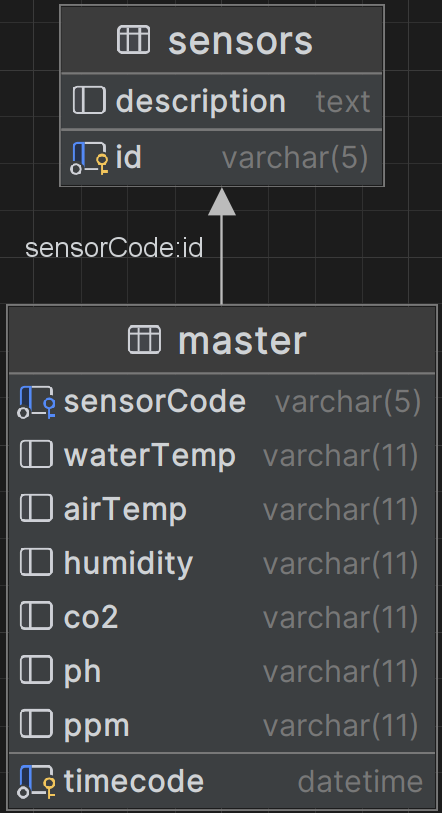 sensors
description text
id varchar(5)
sensorCode:id
master
sensorCode varchar(5)
waterTemp varchar(11)
airTemp varchar(11)
humidity varchar(11)
co2 varchar(11)
ph varchar(11)
ppm varchar(11)
timecode datetime